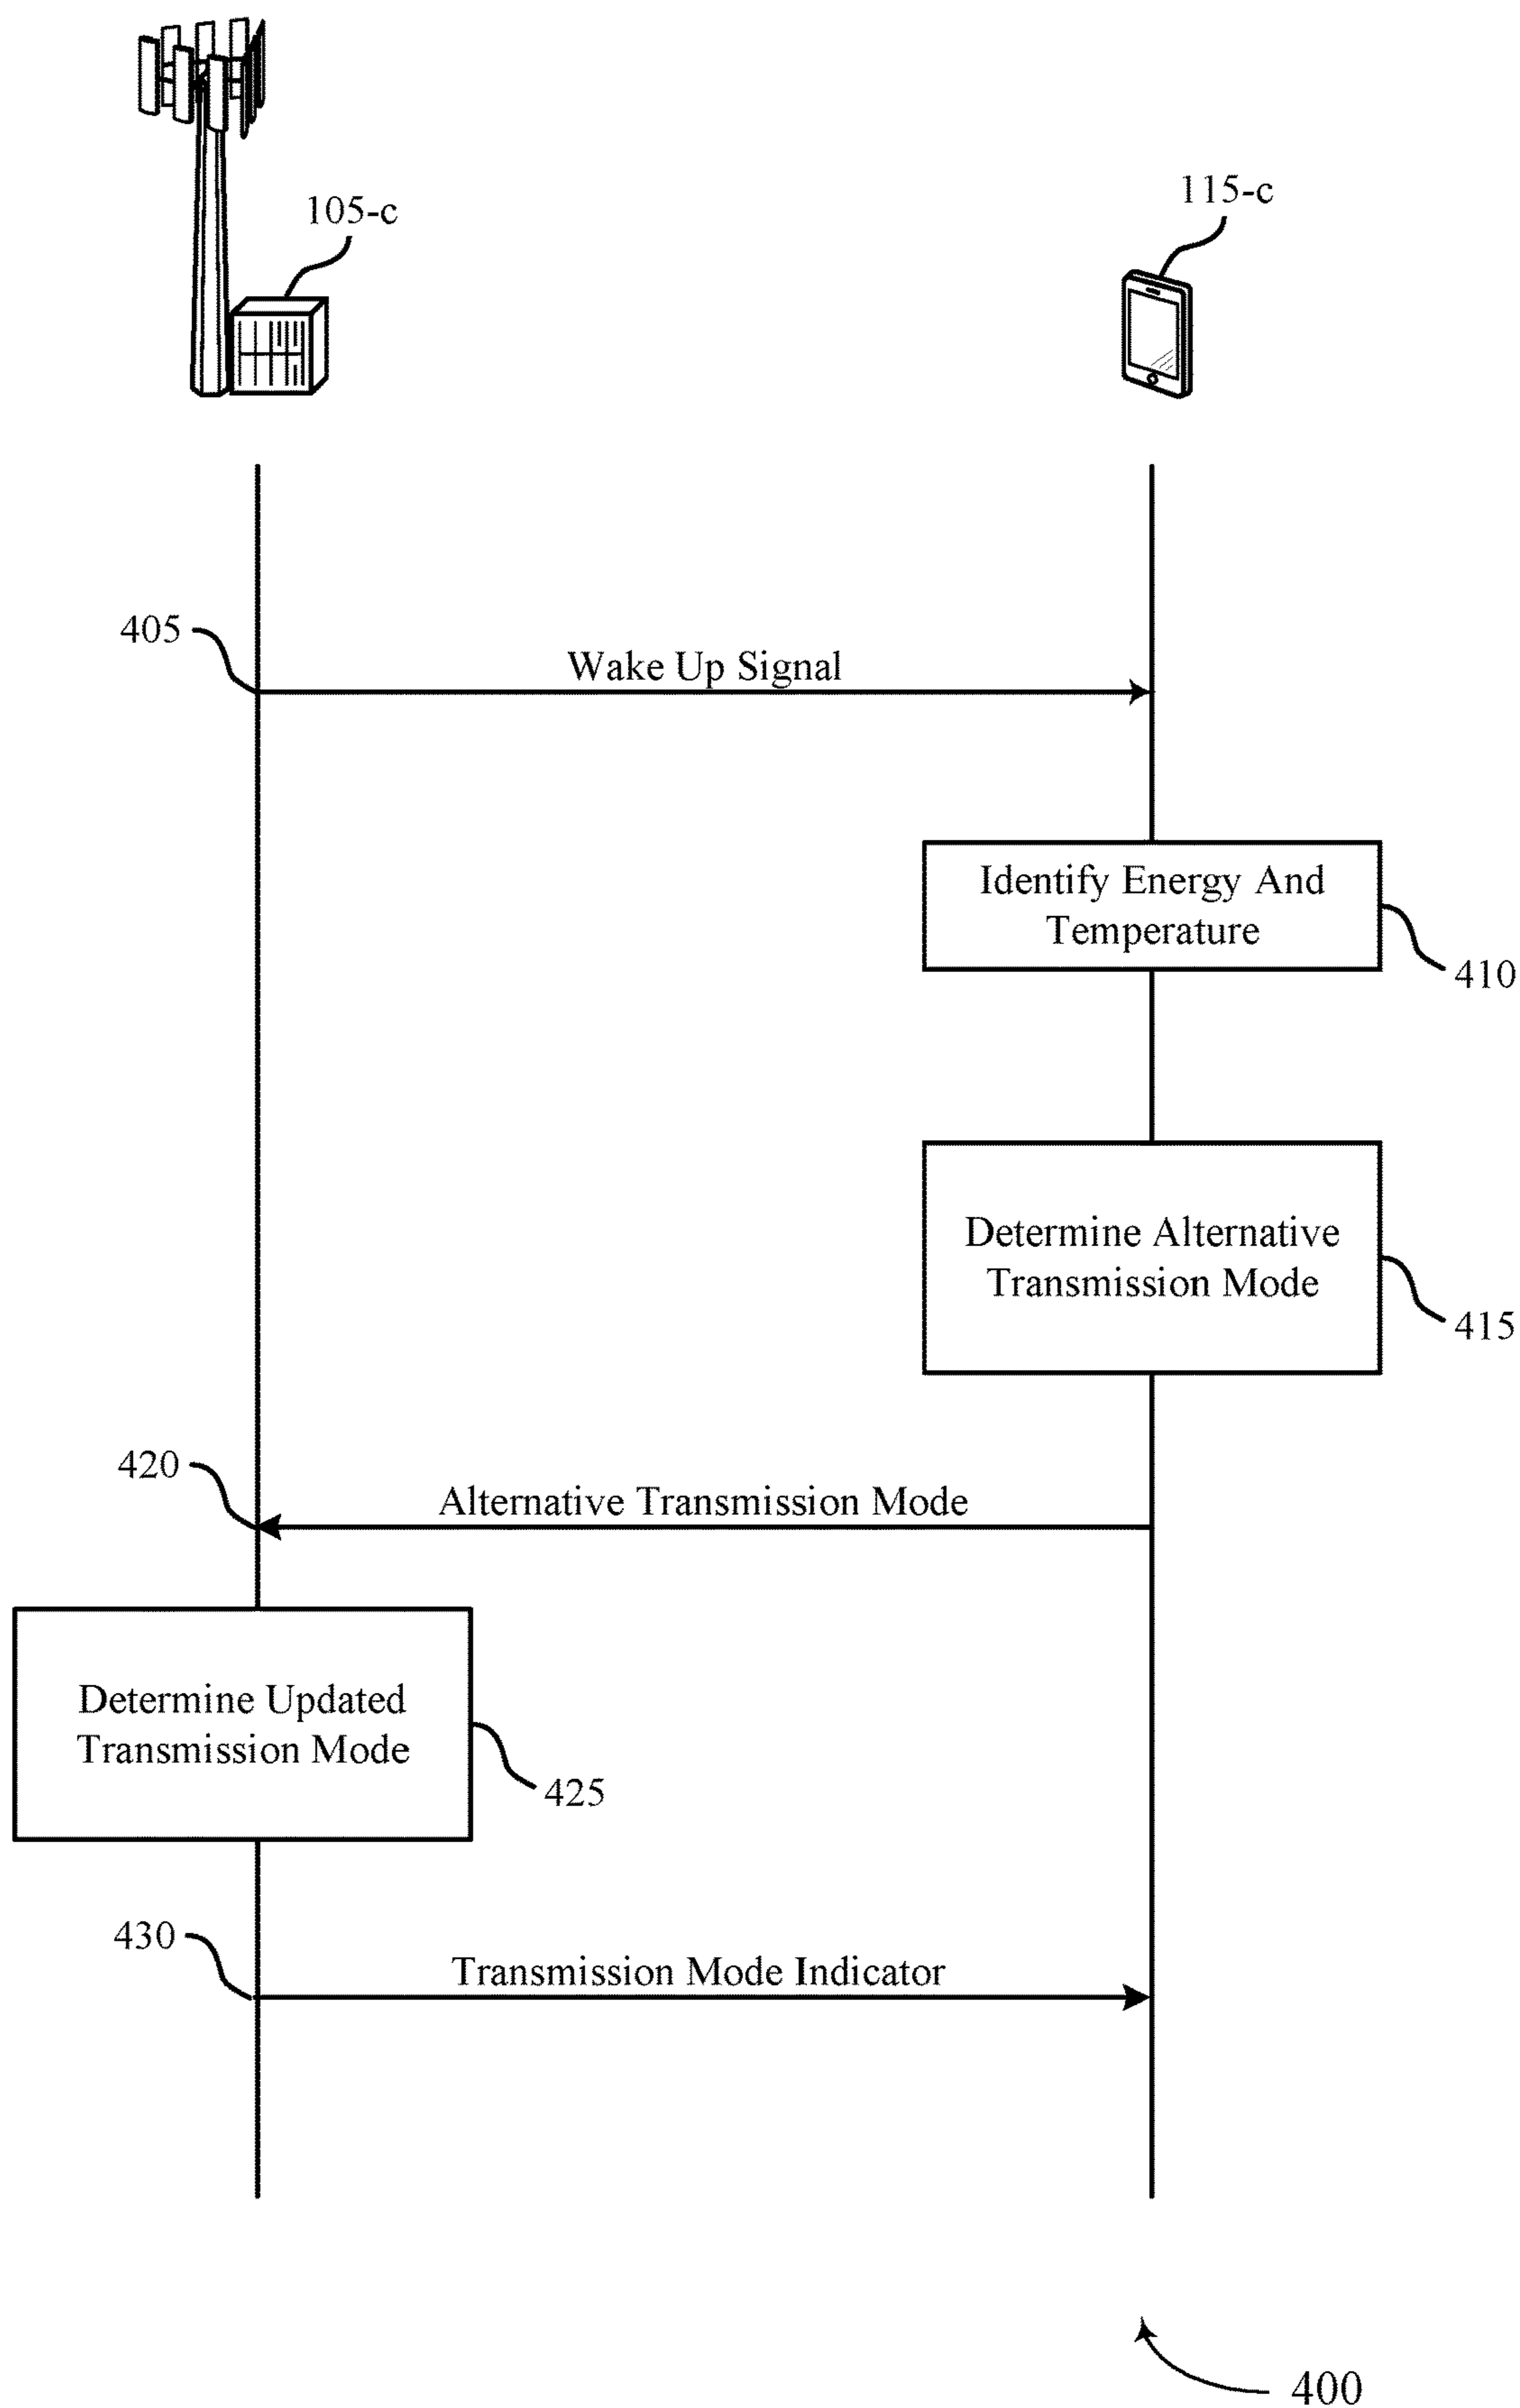 105-c
115-c
405
Wake Up Signal
Identify Energy And
Temperature
410
Determine Alternative
Transmission Mode
415
420
Alternative Transmission Mode
Determine Updated
Transmission Mode
425
430
Transmission Mode Indicator
400